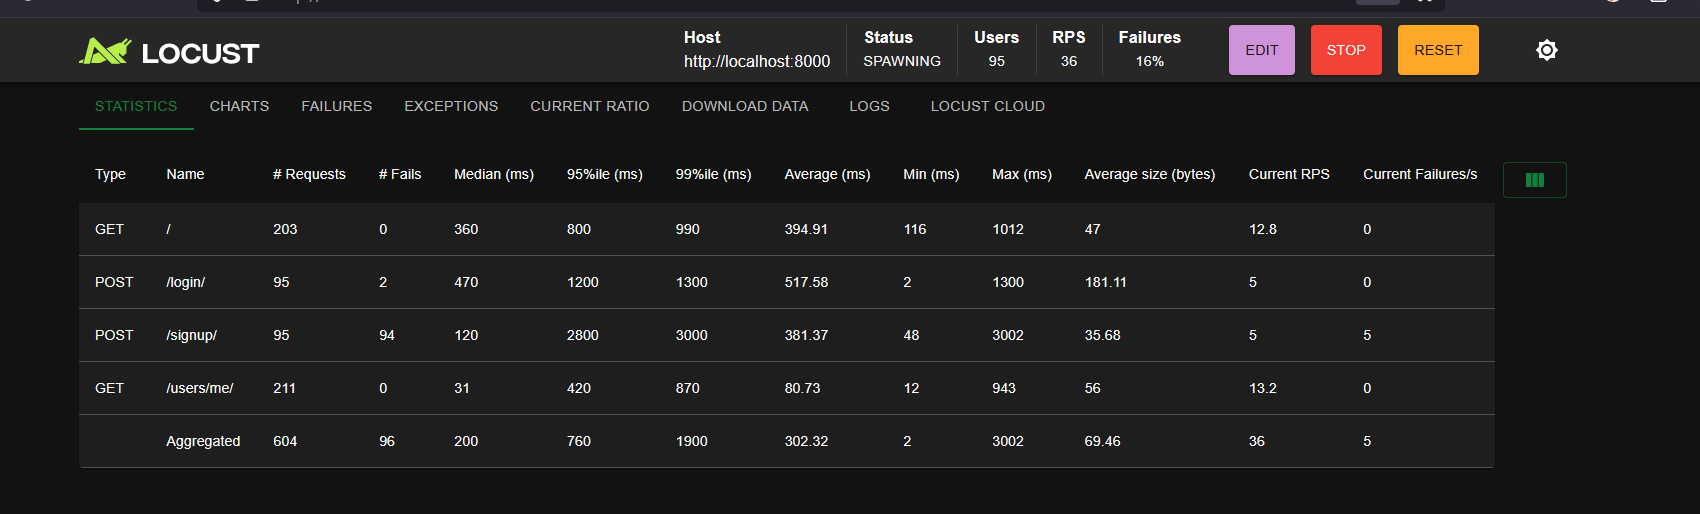 LOCUST
Host Status Users RPS Failures
http://localhost:8000 SPAWNING 95 36 16%
EDIT STOP RESET
STATISTICS CHARTS FAILURES EXCEPTIONS CURRENT RATIO DOWNLOAD DATA LOGS LOCUST CLOUD
Type Name # Requests # Fails Median (ms) 95%ile (ms) 99%ile (ms) Average (ms) Min (ms) Max (ms) Average size (bytes) Current RPS Current Failures/s
GET / 203 0 360 800 990 394.91 116 1012 47 12.8 0
POST /login/ 95 2 470 1200 1300 517.58 2 1300 181.11 5 0
POST /signup/ 95 94 120 2800 3000 381.37 48 3002 35.68 5 5
GET /users/me/ 211 0 31 420 870 80.73 12 943 56 13.2 0
Aggregated 604 96 200 760 1900 302.32 2 3002 69.46 36 5